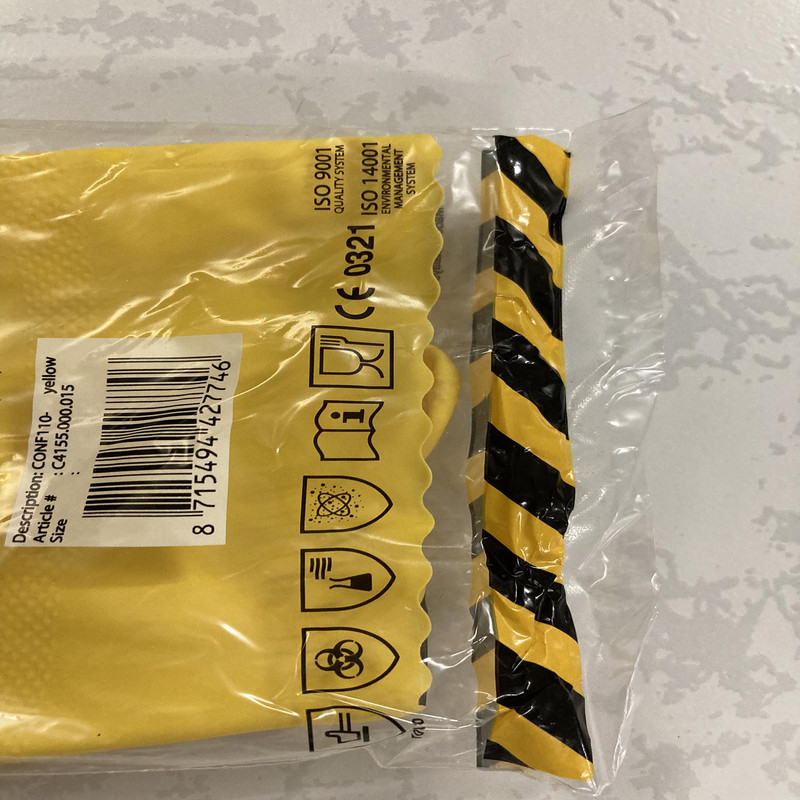 ISO 9001
QUALITY SYSTEM
ISO 14001
ENVIRONMENTAL
MANAGEMENT
SYSTEM
CE 0321
i
Description: CONF110- yellow
Article # : C4155.000.015
Size :
8 715494 427746